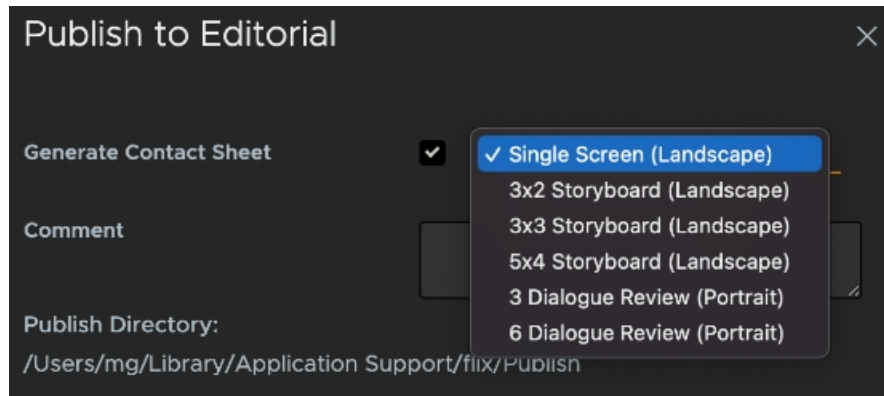 Publish to Editorial
Generate Contact Sheet
Single Screen (Landscape)
3x2 Storyboard (Landscape)
3x3 Storyboard (Landscape)
5x4 Storyboard (Landscape)
3 Dialogue Review (Portrait)
6 Dialogue Review (Portrait)
Comment
Publish Directory:
/Users/mg/Library/Application Support/flix/Publish